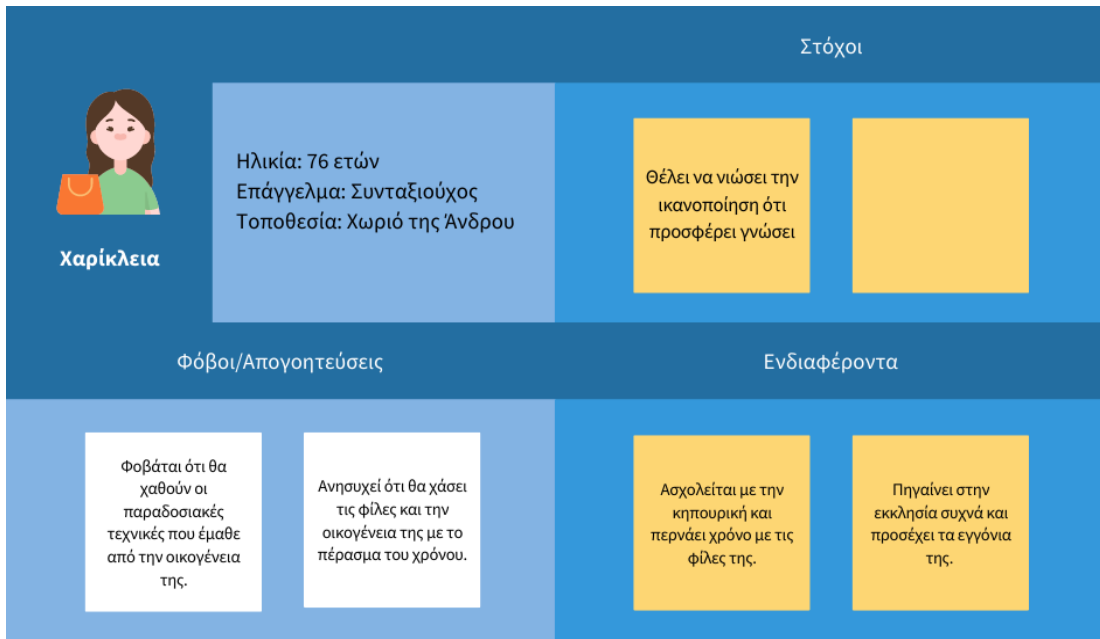 Στόχοι
Χαρίκλεια
Ηλικία: 76 ετών
Επάγγελμα: Συνταξιούχος
Τοποθεσία: Χωριό της Άνδρου
Θέλει να νιώσει την
ικανοποίηση ότι
προσφέρει γνώσει
Φόβοι/Απογοητεύσεις
Φοβάται ότι θα
χαθούν οι
παραδοσιακές
τεχνικές που έμαθε
από την οικογένεια
της.
Ανησυχεί ότι θα χάσει
τις φίλες και την
οικογένεια της με το
πέρασμα του χρόνου.
Ενδιαφέροντα
Ασχολείται με την
κηπουρική και
περνάει χρόνο με τις
φίλες της.
Πηγαίνει στην
εκκλησία συχνά και
προσέχει τα εγγόνια
της.